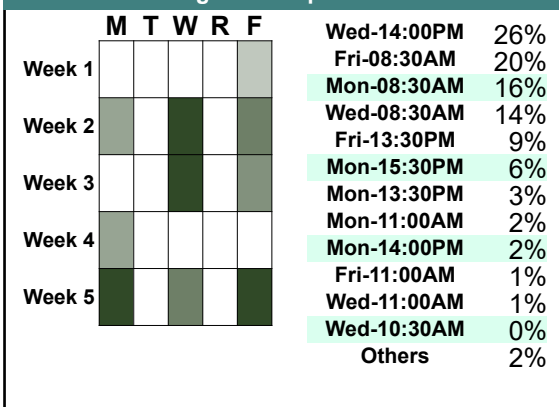 M T W R F
Week 1
Week 2
Week 3
Week 4
Week 5
Wed-14:00PM 26%
Fri-08:30AM 20%
Mon-08:30AM 16%
Wed-08:30AM 14%
Fri-13:30PM 9%
Mon-15:30PM 6%
Mon-13:30PM 3%
Mon-11:00AM 2%
Mon-14:00PM 2%
Fri-11:00AM 1%
Wed-11:00AM 1%
Wed-10:30AM 0%
Others 2%